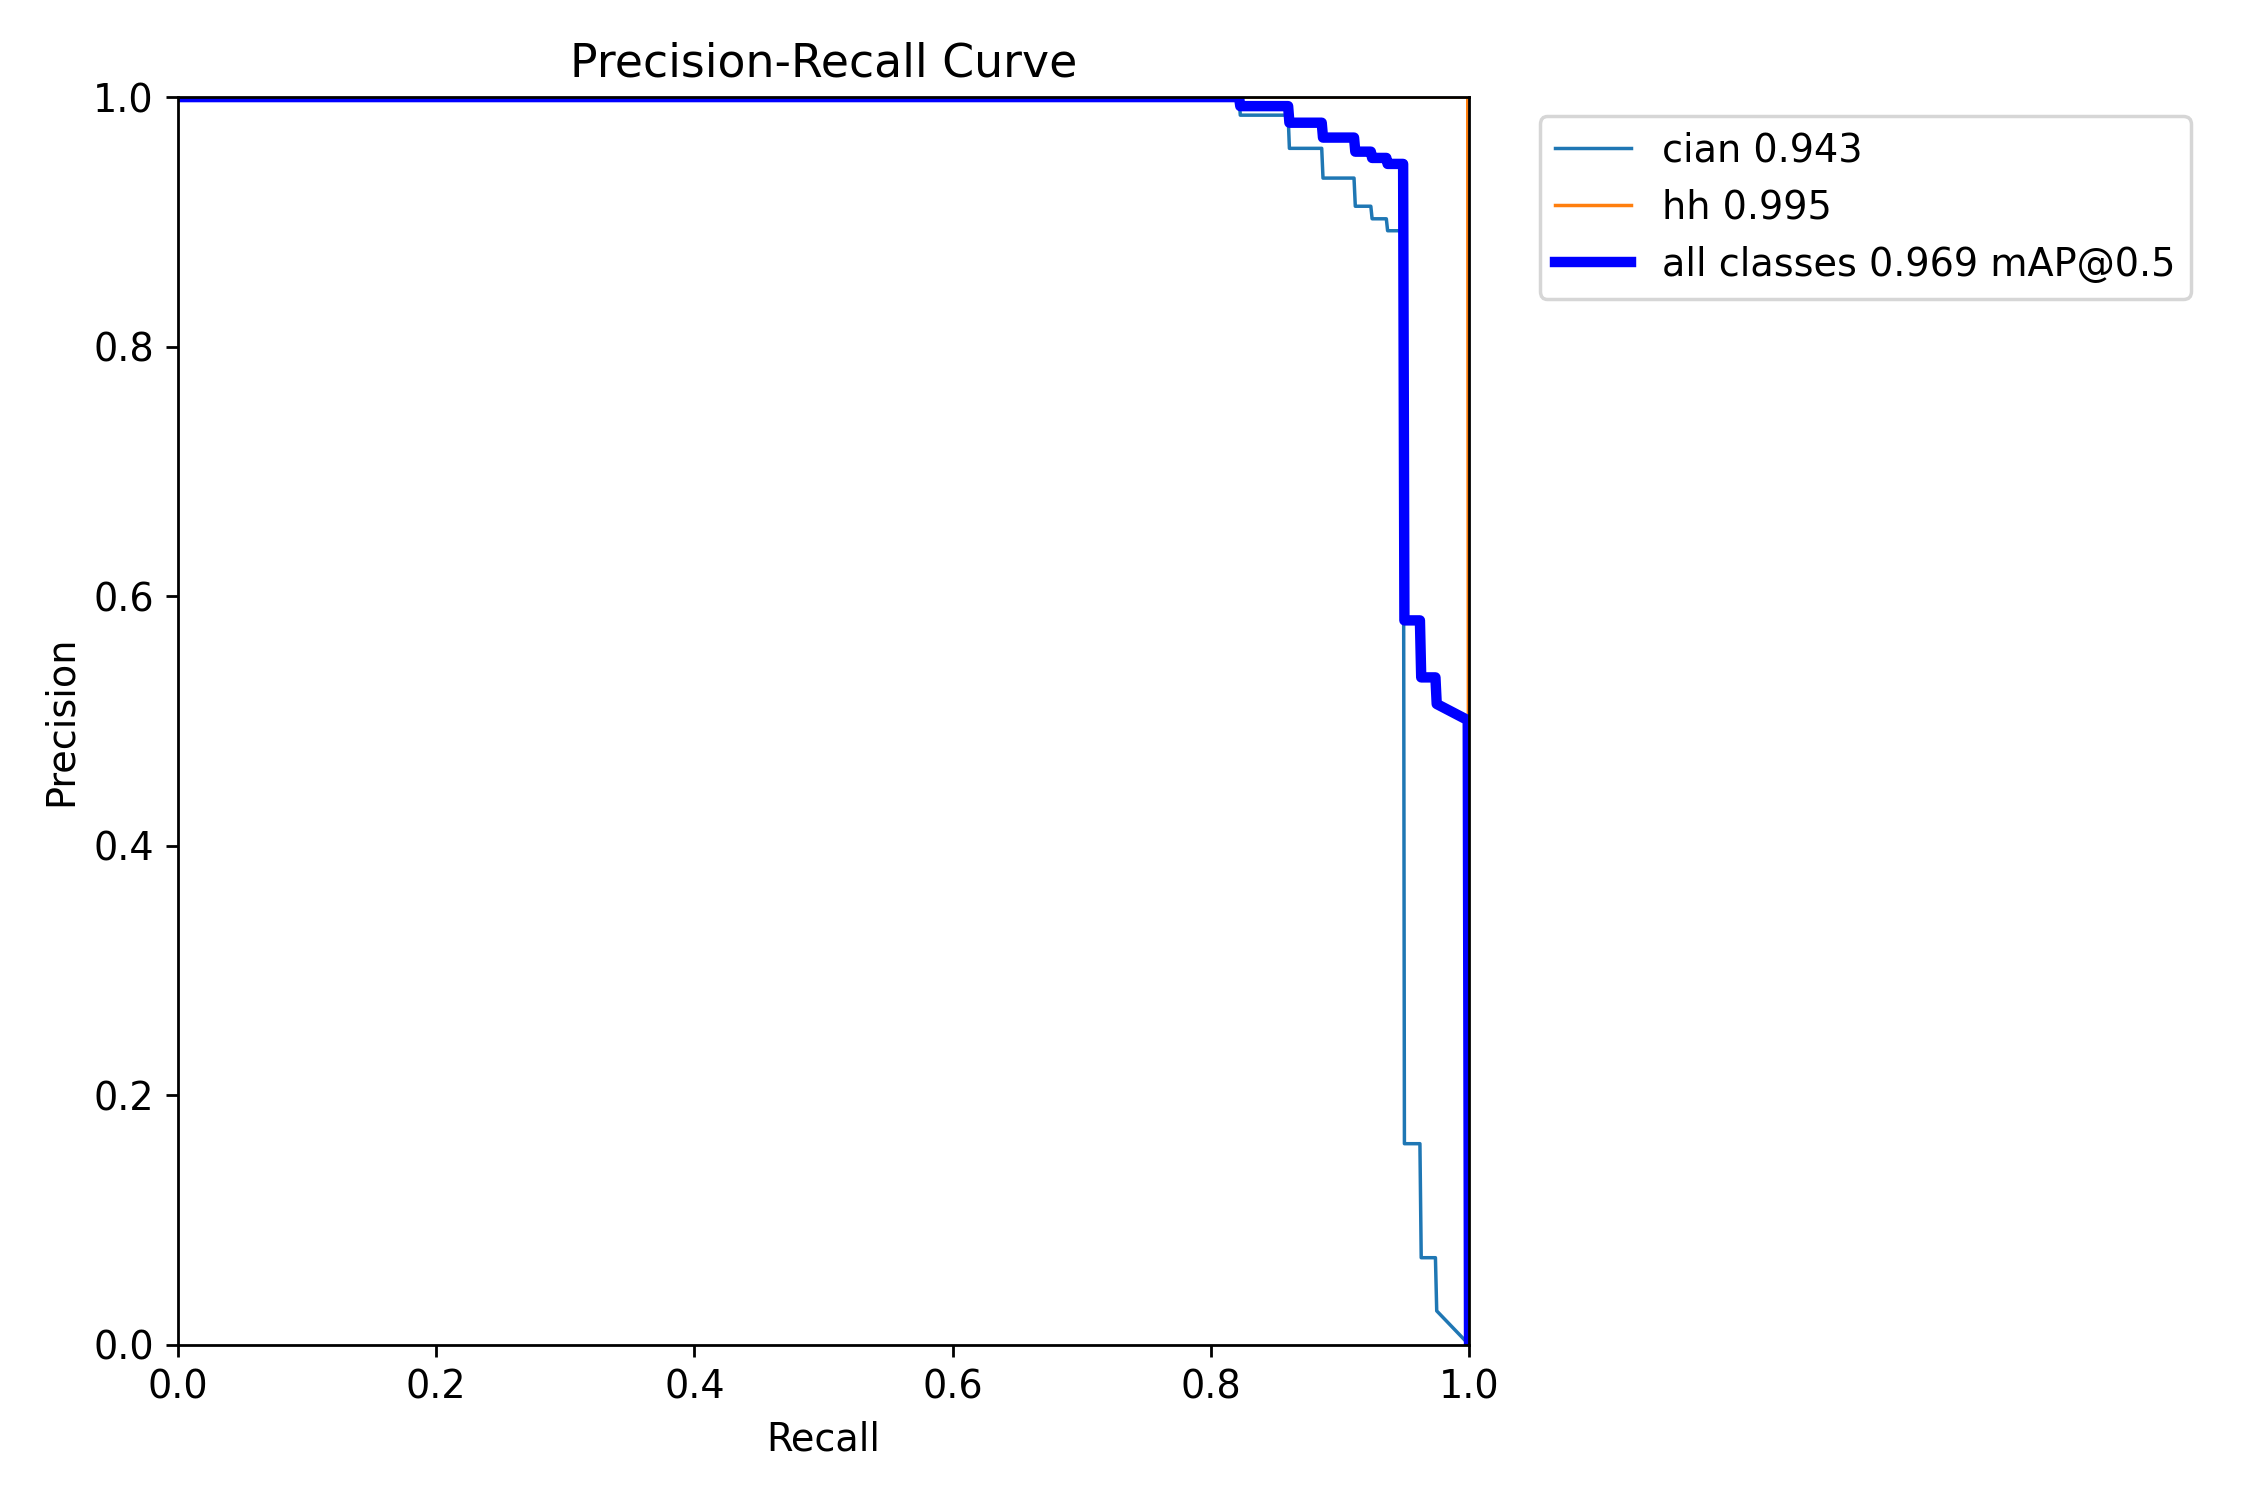 Precision-Recall Curve
1.0
0.8
0.6
0.4
0.2
0.0
Precision
0.0 0.2 0.4 0.6 0.8 1.0
Recall
cian 0.943
hh 0.995
all classes 0.969 mAP@0.5